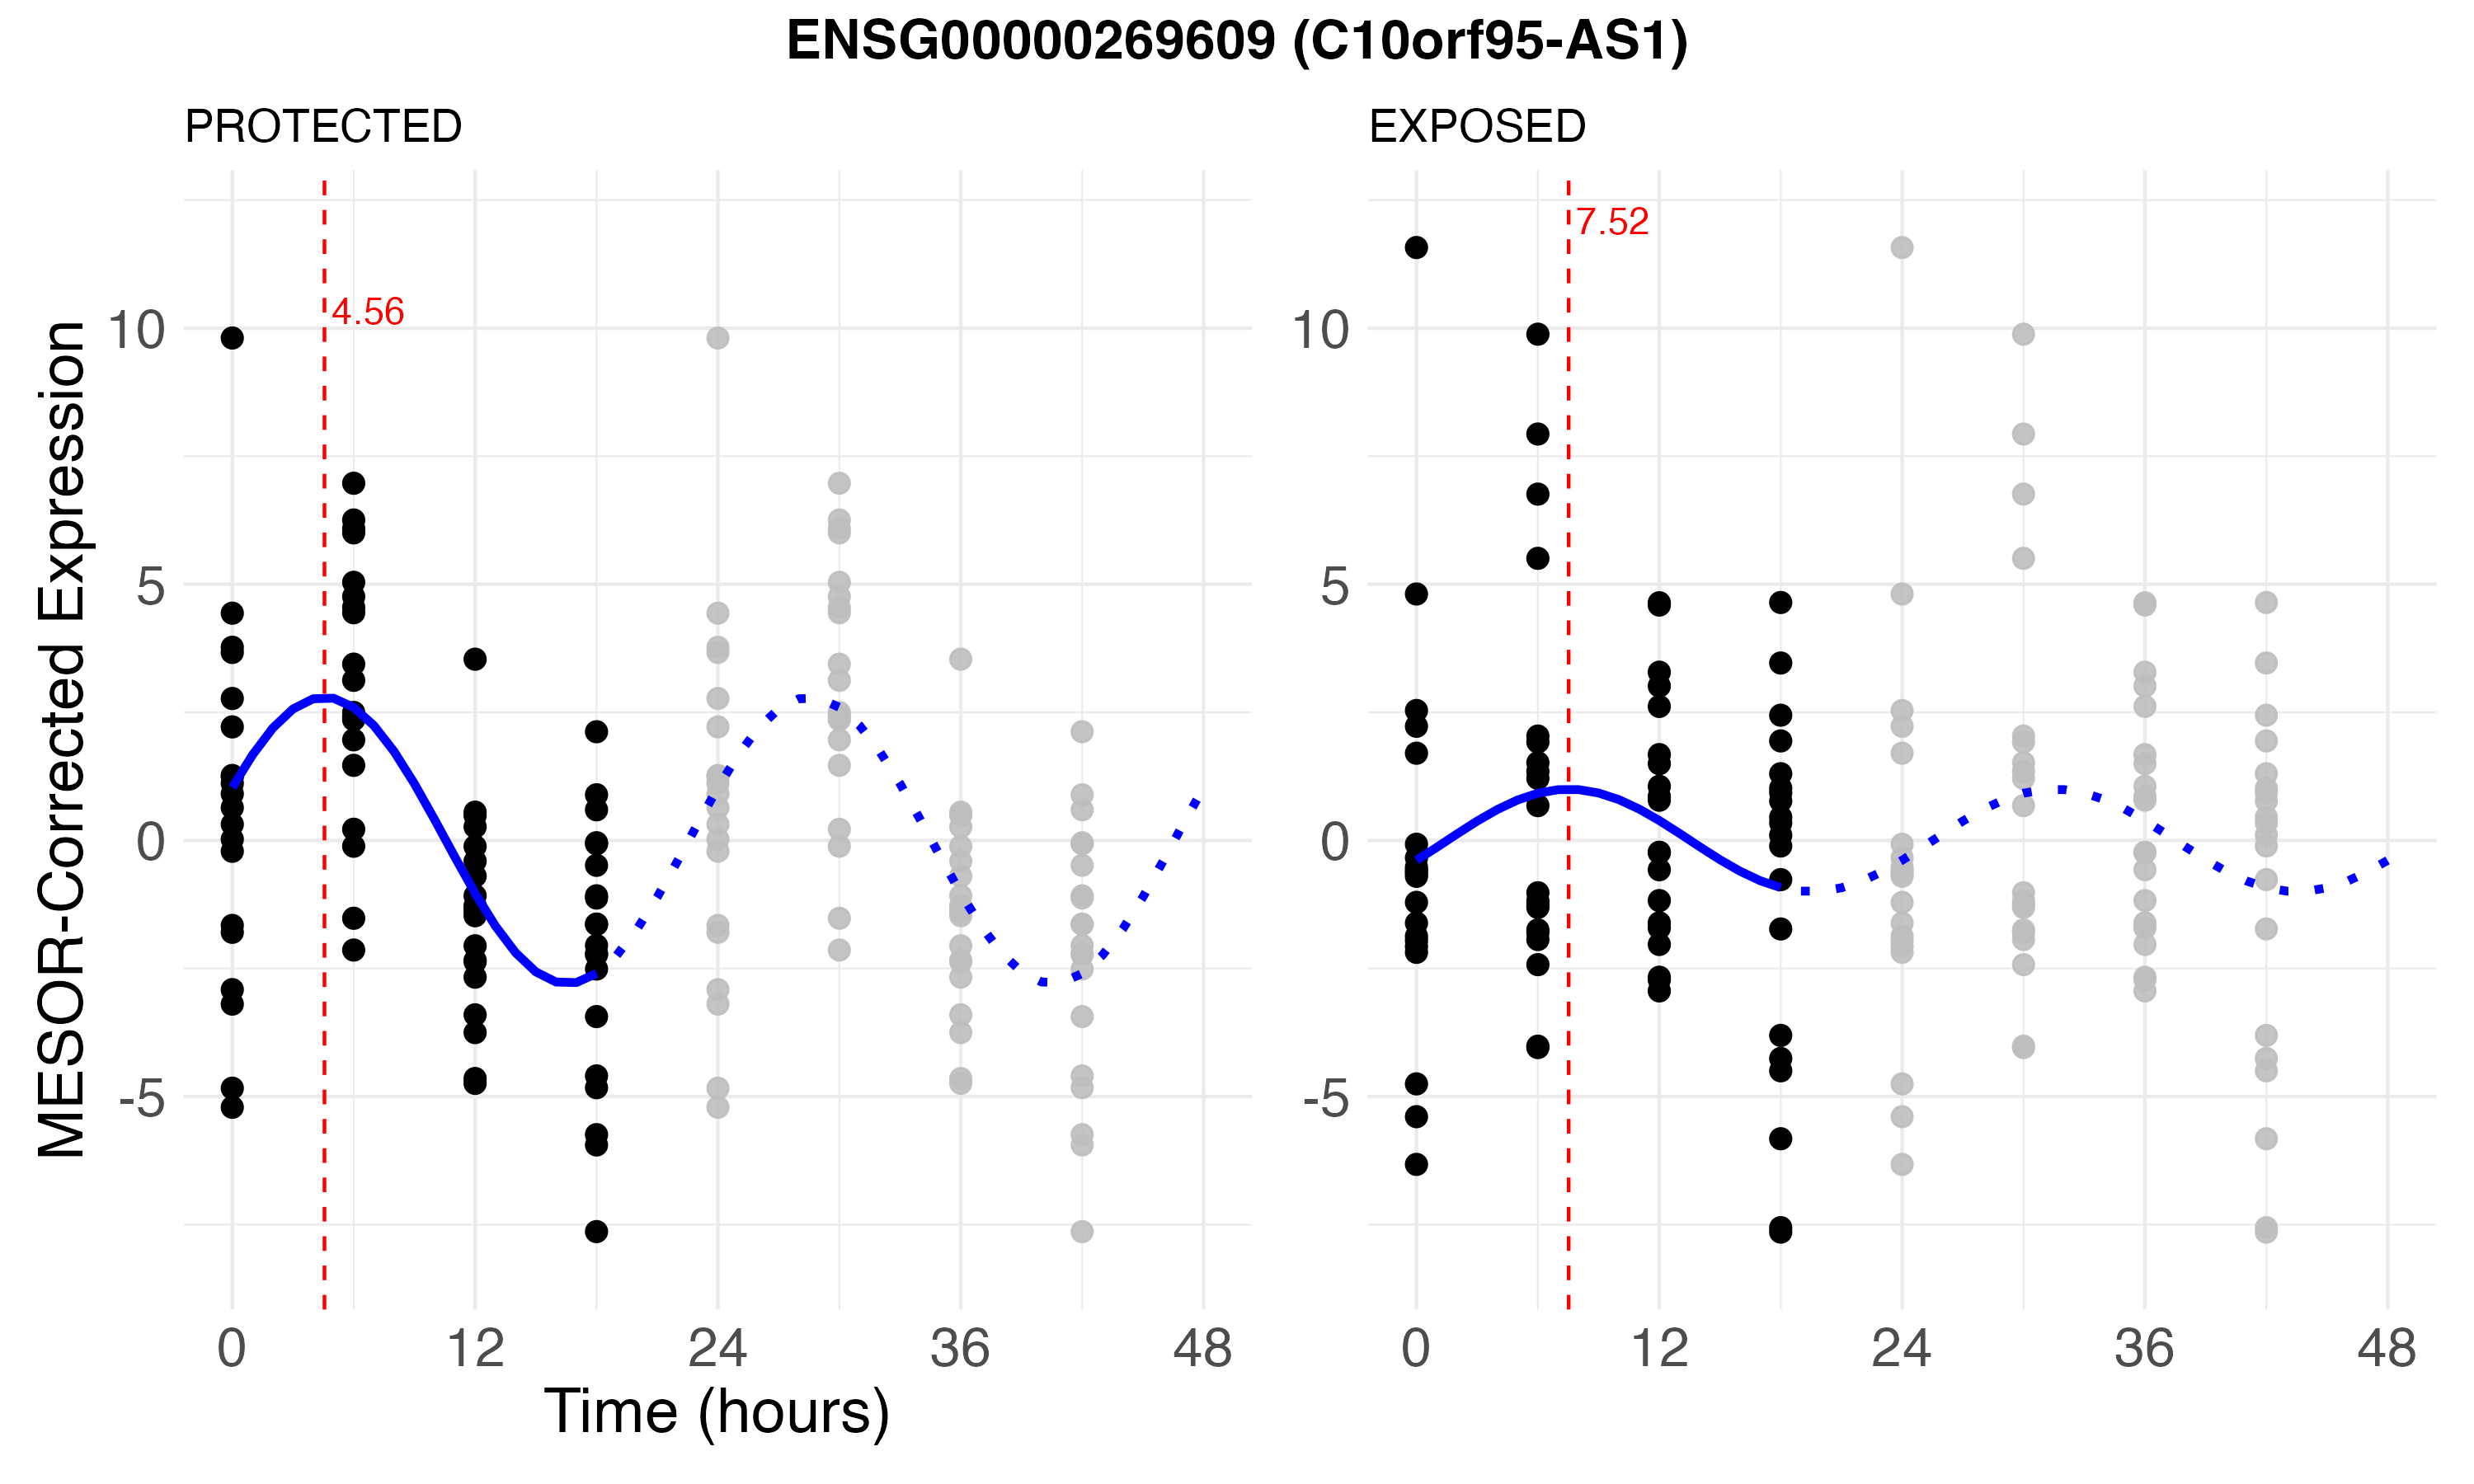 ENSG00000269609 (C10orf95-AS1)
PROTECTED
EXPOSED
MESOR-Corrected Expression
10
5
0
-5
4.56
0 12 24 36 48
10
5
0
-5
7.52
0 12 24 36 48
Time (hours)